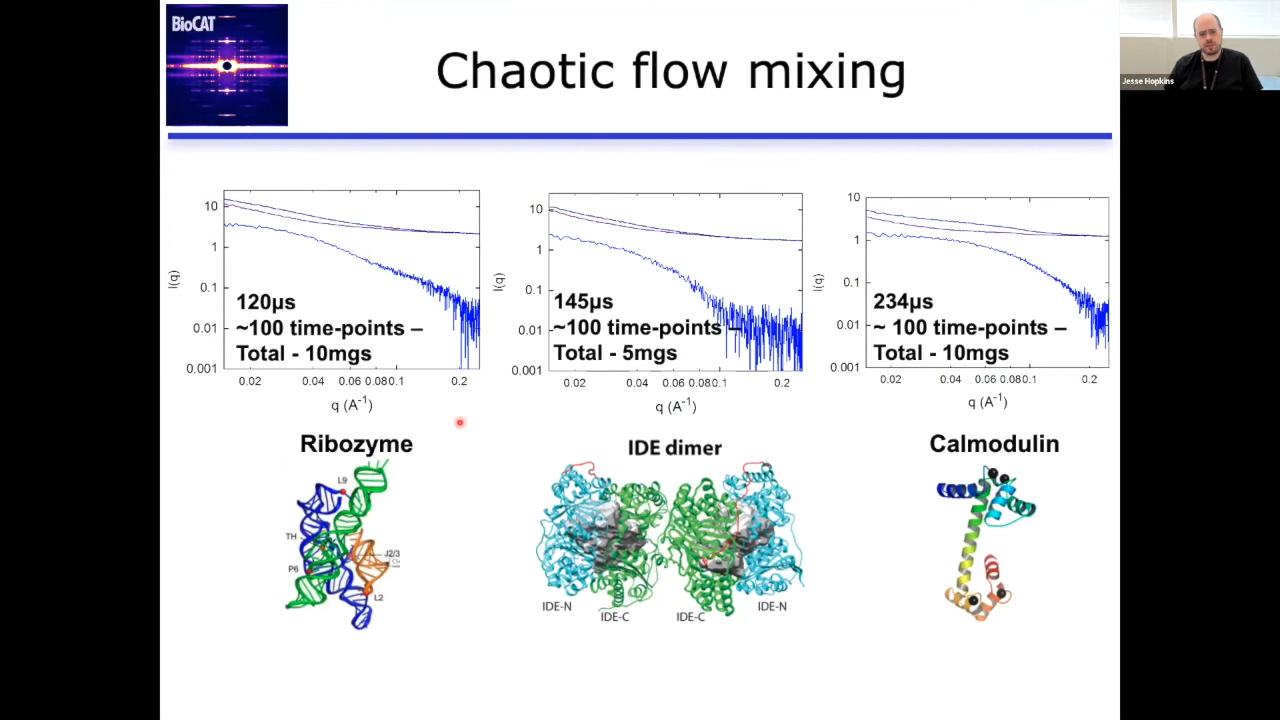 BioCAT
Chaotic flow mixing
Jesse Hopkins
10
1
0.1
0.01
0.001
I(q)
120µs
~100 time-points –
Total - 10mgs
0.02
0.04
0.06
0.08
0.1
0.2
q (A-1)
10
1
0.1
0.01
0.001
I(q)
145µs
~100 time-points –
Total - 5mgs
0.02
0.04
0.06
0.08
0.1
0.2
q (A-1)
10
1
0.1
0.01
0.001
I(q)
234µs
~ 100 time-points –
Total - 10mgs
0.02
0.04
0.06
0.08
0.1
0.2
q (A-1)
Ribozyme
L9
TH
J2/3
P6
L2
IDE dimer
IDE-N
IDE-C
IDE-C
IDE-N
Calmodulin